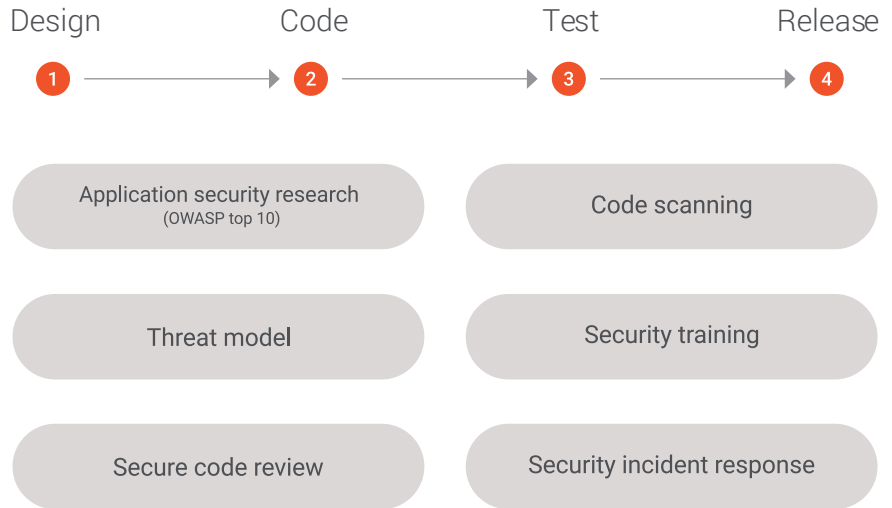 Design
Code
Test
Release
1
2
3
4
Application security research
(OWASP top 10)
Code scanning
Threat model
Security training
Secure code review
Security incident response